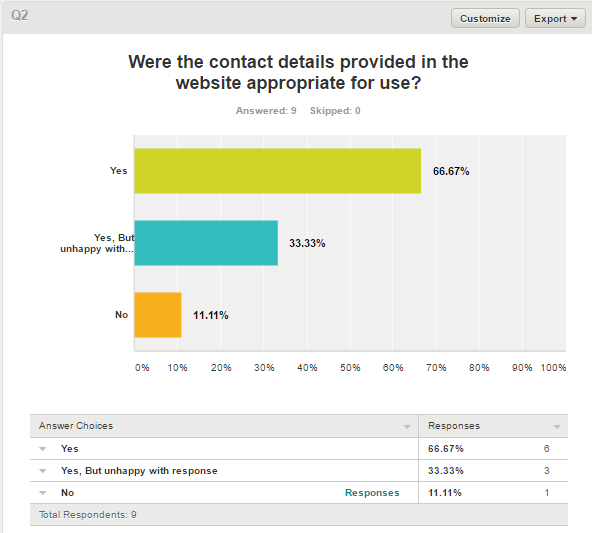 Q2
Customize Export
Were the contact details provided in the
website appropriate for use?
Answered: 9 Skipped: 0
Yes
66.67%
Yes, But
unhappy with...
33.33%
No
11.11%
0% 10% 20% 30% 40% 50% 60% 70% 80% 90% 100%
Answer Choices Responses
Yes 66.67% 6
Yes, But unhappy with response 33.33% 3
No Responses 11.11% 1
Total Respondents: 9